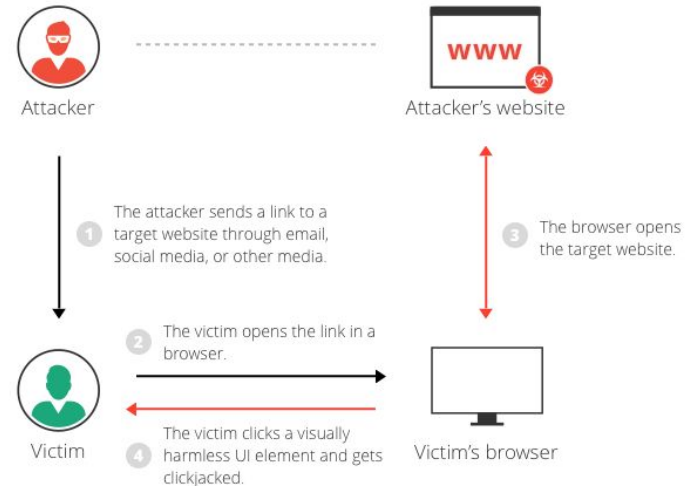 www
Attacker
Attacker's website
1
The attacker sends a link to a
target website through email,
social media, or other media.
3
The browser opens
the target website.
2
The victim opens the link in a
browser.
Victim
4
The victim clicks a visually
harmless UI element and gets
clickjacked.
Victim's browser